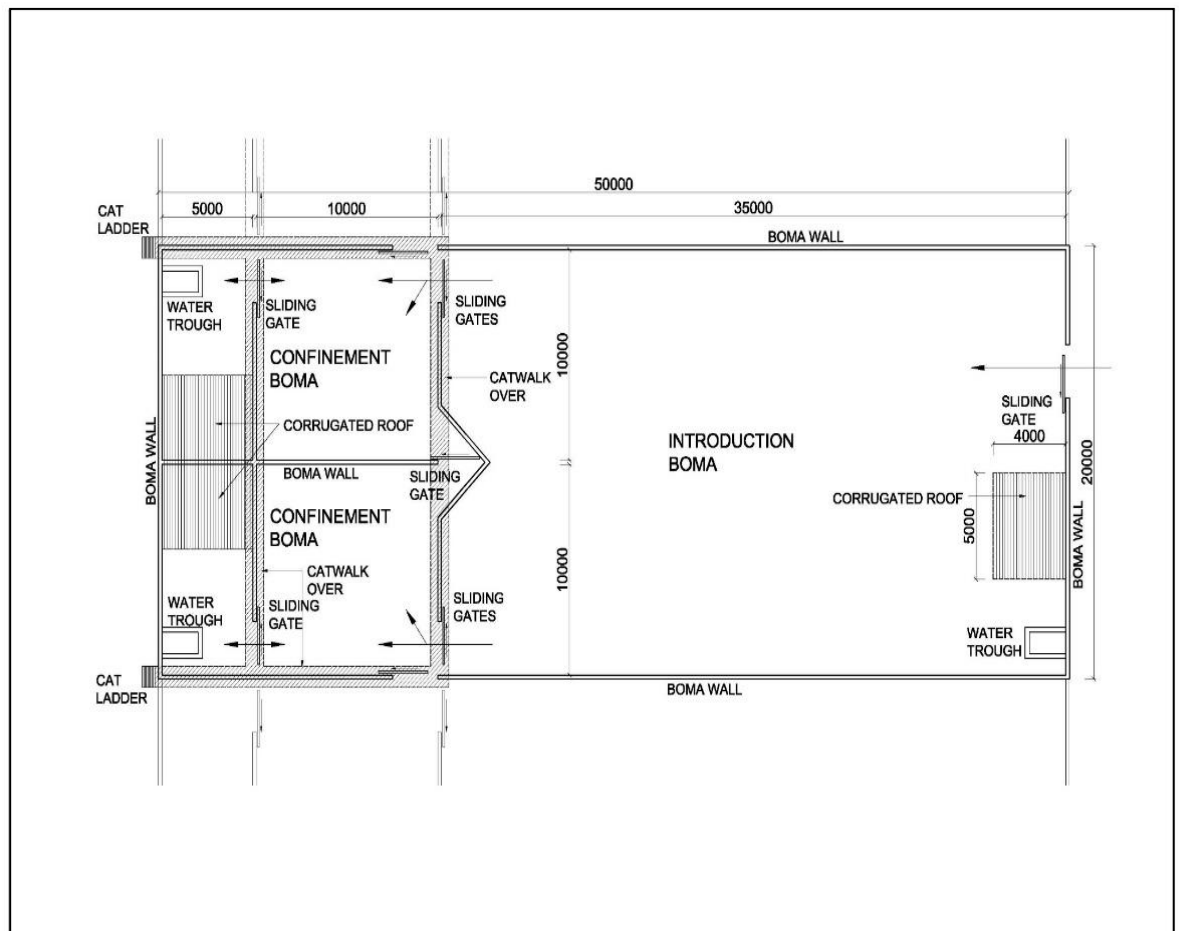 50000
5000
10000
35000
CAT
LADDER
BOMA WALL
WATER
TROUGH
SLIDING
GATE
SLIDING
GATES
CONFINEMENT
BOMA
10000
CATWALK
OVER
SLIDING
GATE
4000
CORRUGATED ROOF
INTRODUCTION
BOMA
20000
BOMA WALL
BOMA WALL
SLIDING
GATE
CORRUGATED ROOF
5000
BOMA WALL
CONFINEMENT
BOMA
CATWALK
OVER
10000
WATER
TROUGH
SLIDING
GATE
SLIDING
GATES
WATER
TROUGH
CAT
LADDER
BOMA WALL